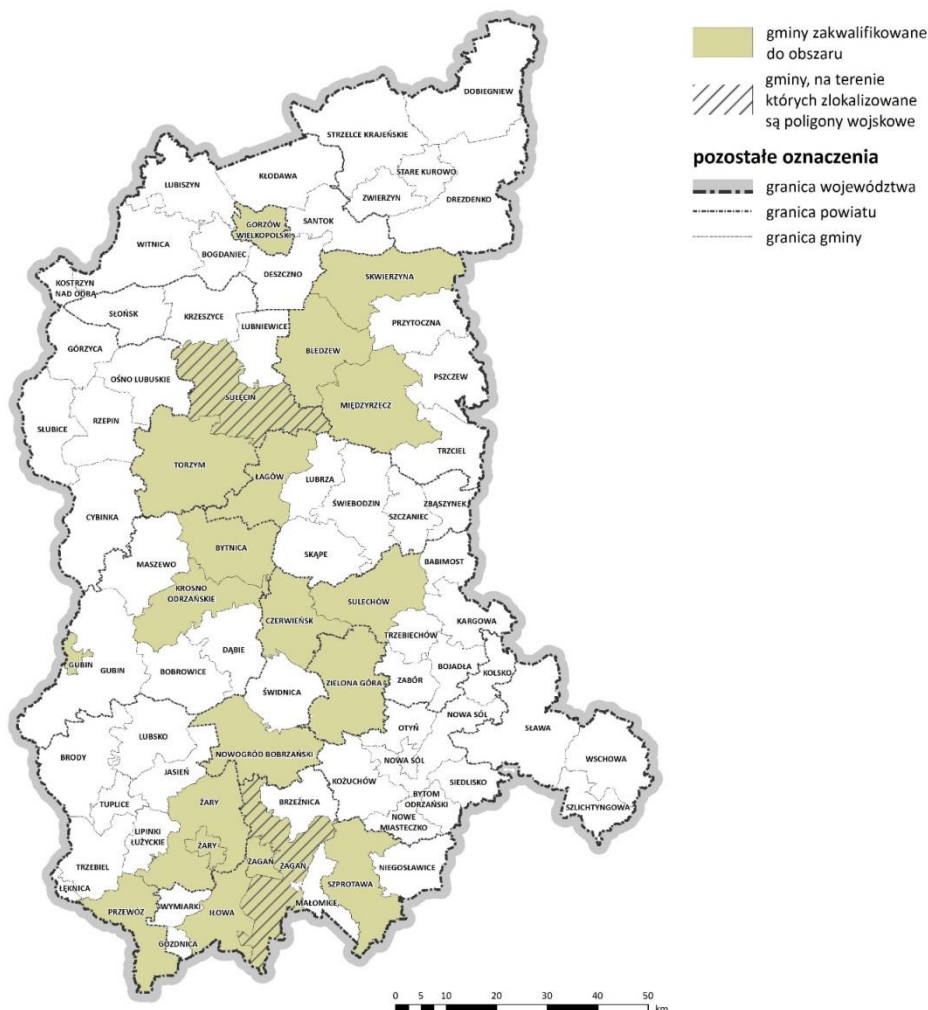 gminy zakwalifikowane
do obszaru
gminy, na terenie
których zlokalizowane
są poligony wojskowe
pozostałe oznaczenia
granica województwa
granica powiatu
granica gminy
DOBIEGNIEW
STRZELCE KRAJEŃSKIE
STARE KUROWO
KŁODAWA
LUBISZYN
ZWIERZYN
DREZDENKO
SANTOK
GORZÓW
WIELKOPOLSKI
WITNICA
BOGDANIEC
DESZCZNO
SKWIERZYNA
KOSTRZYN
NAD ODRĄ
SŁOŃSK
KRZESZYCE
LUBNIEWICE
PRZYTOCZNA
GÓRZYCA
BLEDZEW
OŚNO LUBUSKIE
PSZCZEW
SULĘCIN
MIĘDZYRZECZ
SŁUBICE
RZEPIN
TRZCIEL
TORZYM
ŁAGÓW
LUBRZA
ŚWIEBODZIN
ZBĄSZYNEK
SZCZANIEC
CYBINKA
BYTNICA
SKĄPE
BABIMOST
MASZEWO
KROSNO
ODRZAŃSKIE
SULECHÓW
CZERWIEŃSK
KARGOWA
TRZEBIECHÓW
DĄBIE
GUBIN
GUBIN
BOBROWICE
BOJADŁA
KOLSKO
ZIELONA GÓRA
ZABÓR
ŚWIDNICA
NOWA SÓL
OTYŃ
SŁAWA
LUBSKO
BRODY
NOWOGRÓD BOBRZAŃSKI
NOWA SÓL
WSCHOWA
JASIEŃ
KOŻUCHÓW
SIEDLISKO
BYTOM
ODRZAŃSKI
TUPLICE
ŻARY
BRZEŹNICA
SZLICHTYNGOWA
NOWE
MIASTECZKO
LIPINKI
ŁUŻYCKIE
ŻARY
ŻAGAŃ
ŻAGAŃ
TRZEBIEL
NIEGOSŁAWICE
SZPROTAWA
ŁĘKNICA
MAŁOMICE
WYMIARKI
PRZEWÓZ
IŁOWA
GOZDNICA
0 5 10 20 30 40 50
km